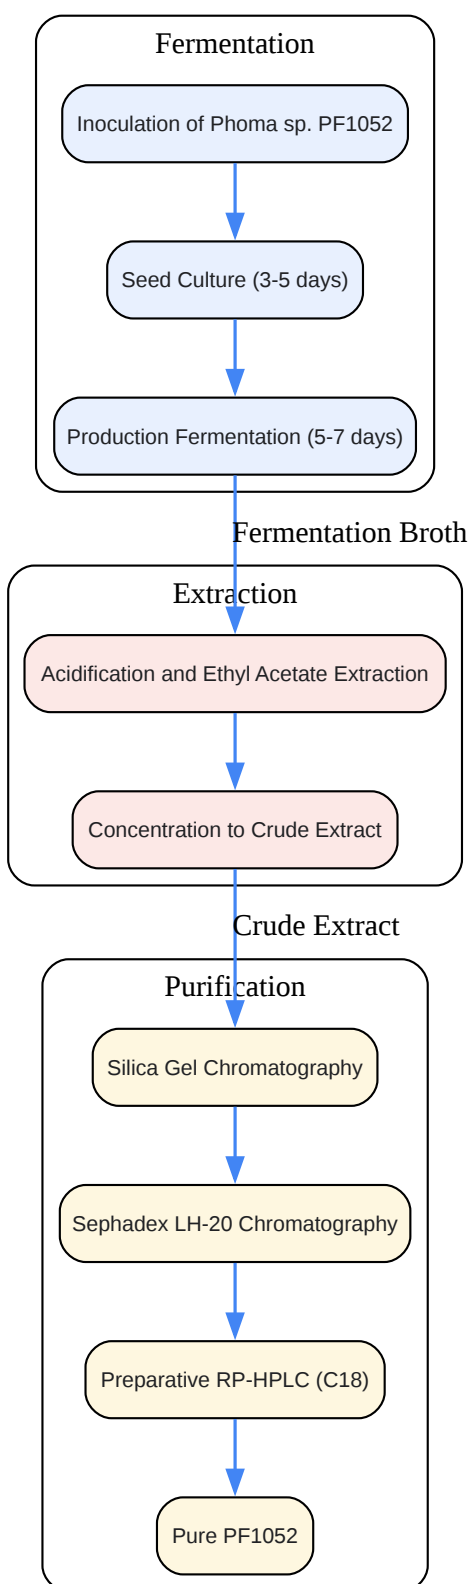 Fermentation
Inoculation of Phoma sp. PF1052
Seed Culture (3-5 days)
Production Fermentation (5-7 days)
Fermentation Broth
Extraction
Acidification and Ethyl Acetate Extraction
Concentration to Crude Extract
Crude Extract
Purification
Silica Gel Chromatography
Sephadex LH-20 Chromatography
Preparative RP-HPLC (C18)
Pure PF1052